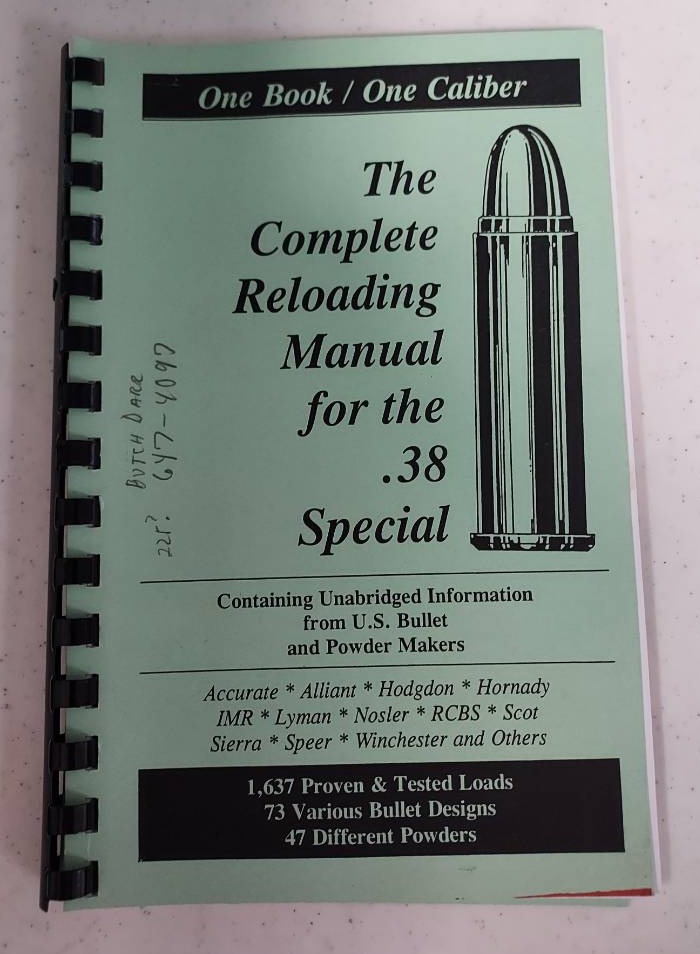 One Book / One Caliber
The
Complete
Reloading
Manual
for the
.38
Special
BUTCH DARR
647-4097
225?
Containing Unabridged Information
from U.S. Bullet
and Powder Makers
Accurate * Alliant * Hodgdon * Hornady
IMR * Lyman * Nosler * RCBS * Scot
Sierra * Speer * Winchester and Others
1,637 Proven & Tested Loads
73 Various Bullet Designs
47 Different Powders